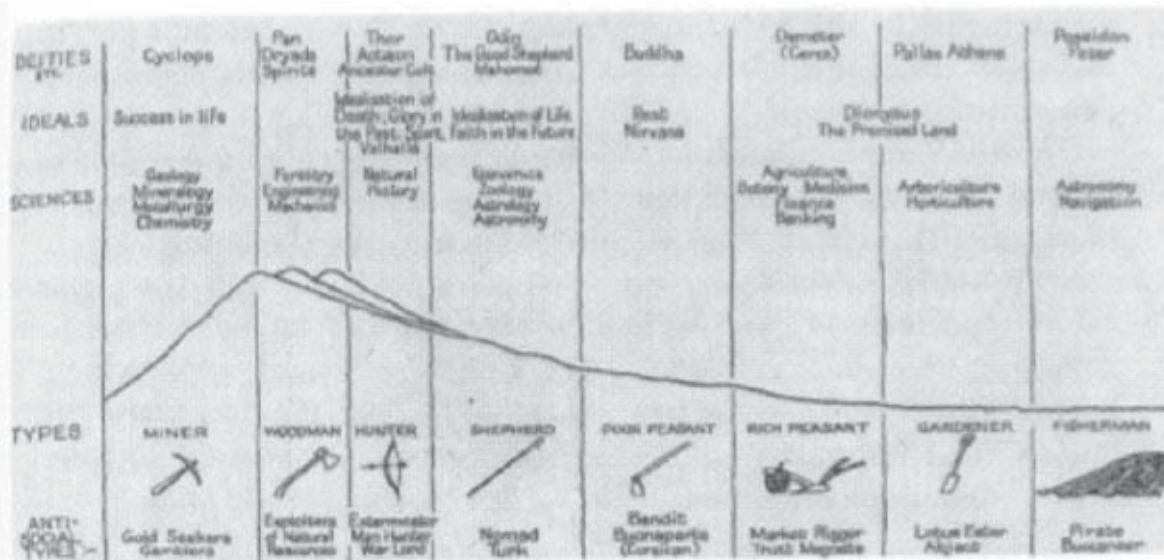 DEITIES
ETC.
Cyclops
Pan
Dryads
Spirits
Thor
Actaeon
Ancestor Cult
Odin
The Good Shepherd
Mahomet
Buddha
Demeter
(Ceres)
Pallas Athene
Poseidon
Peter
IDEALS
Success in life
Idealisation of
Death, Glory in
the Past, Sport,
Valhalla
Idealisation of Life
Faith in the Future
Rest
Nirvana
Dionysus
The Promised Land
SCIENCES
Geology
Mineralogy
Metallurgy
Chemistry
Forestry
Engineering
Mechanics
Natural
History
Economics
Zoology
Astrology
Astronomy
Agriculture
Botany Medicine
Finance
Banking
Arboriculture
Horticulture
Astronomy
Navigation
TYPES
MINER
WOODMAN
HUNTER
SHEPHERD
POOR PEASANT
RICH PEASANT
GARDENER
FISHERMAN
ANTI-
SOCIAL
TYPES
Gold Seekers
Gamblers
Exploiters
of Natural
Resources
Exterminator
Man Hunter
War Lord
Nomad
Turk
Bandit
Buonaparte
(Corsican)
Market Rigger
Trust Magnate
Lotus Eater
Abject
Pirate
Buccaneer